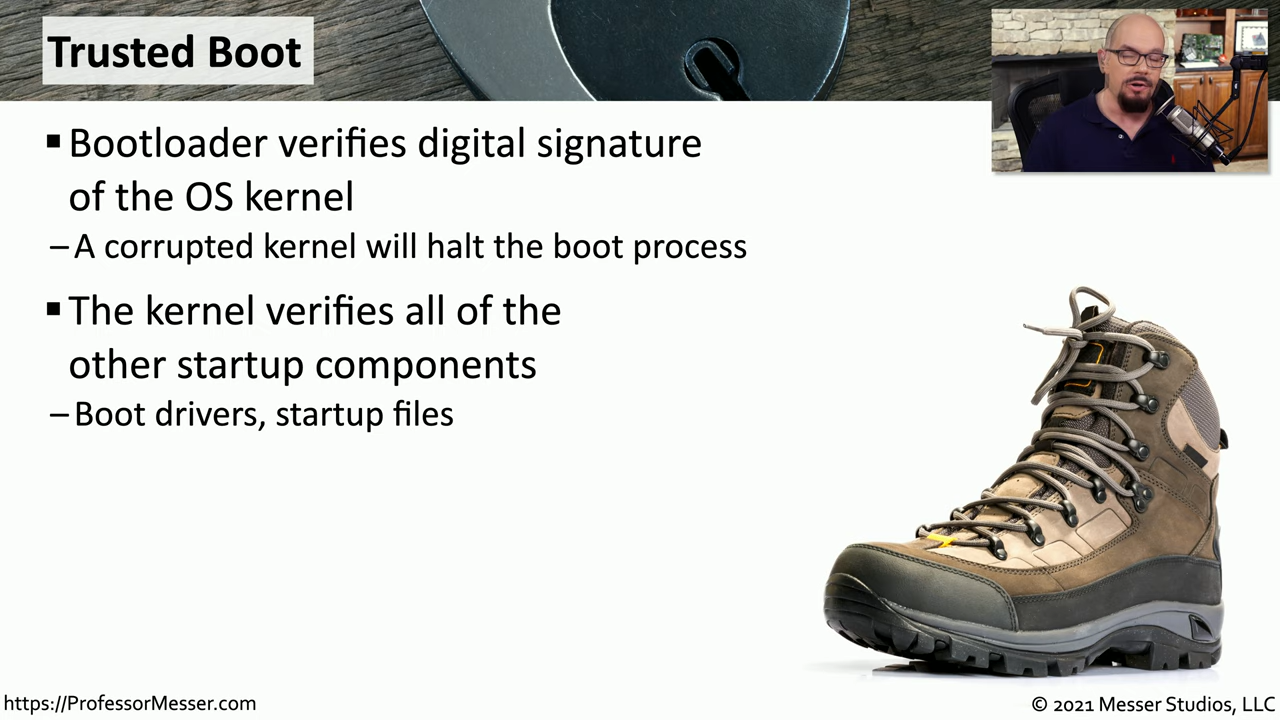 Trusted Boot
▪ Bootloader verifies digital signature
of the OS kernel
– A corrupted kernel will halt the boot process
▪ The kernel verifies all of the
other startup components
– Boot drivers, startup files
https://ProfessorMesser.com
© 2021 Messer Studios, LLC